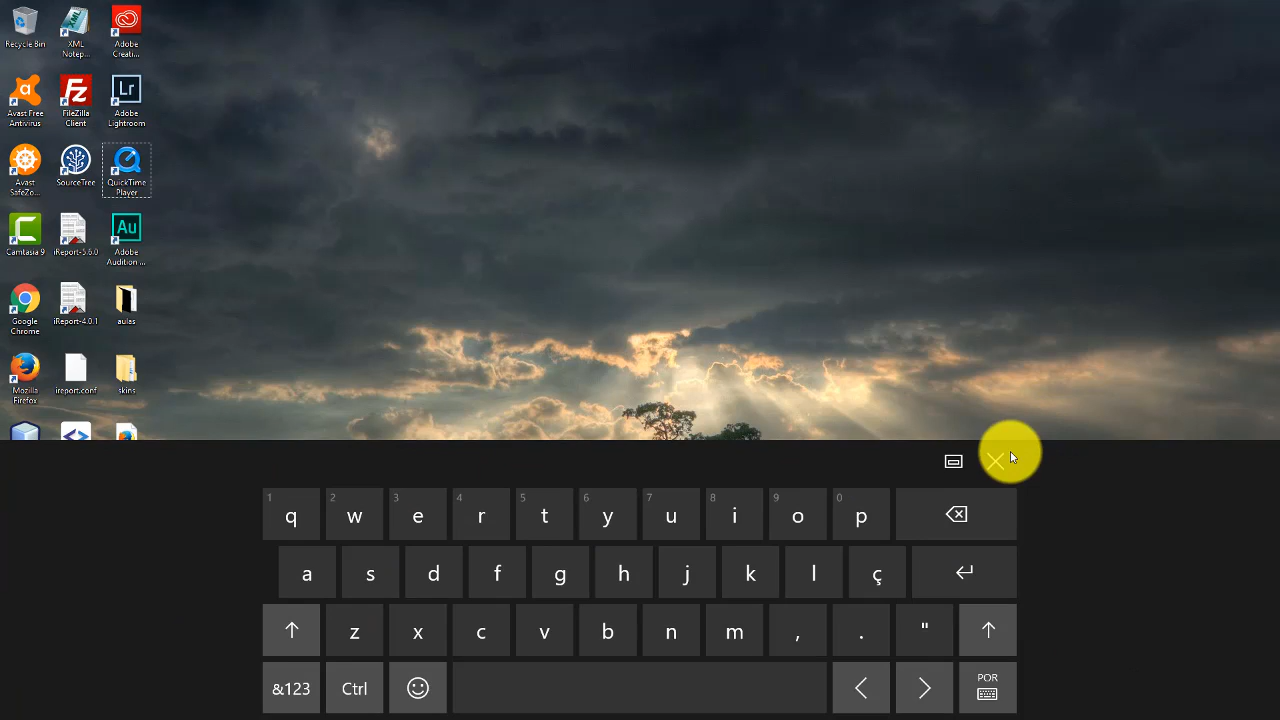 Recycle Bin
XML
Notep...
Adobe
Creati...
Avast Free
Antivirus
FileZilla
Client
Lr
Adobe
Lightroom
Avast
SafeZo...
SourceTree
QuickTime
Player
Camtasia 9
iReport-5.6.0
Au
Adobe
Audition ...
Google
Chrome
iReport-4.0.1
aulas
Mozilla
Firefox
ireport.conf
skins
1 2 3 4 5 6 7 8 9 0
q w e r t y u i o p
a s d f g h j k l ç
z x c v b n m , . "
&123 Ctrl POR